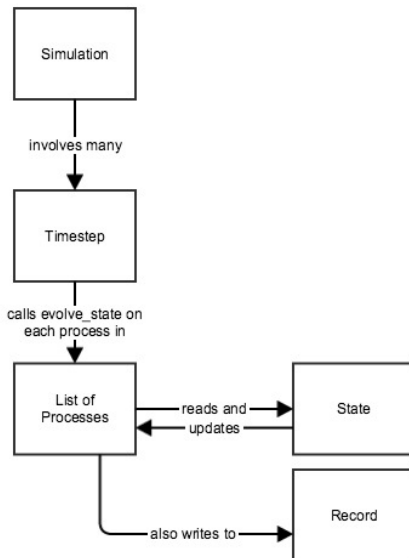 Simulation
involves many
Timestep
calls evolve_state on
each process in
List of
Processes
reads and
updates
State
also writes to
Record